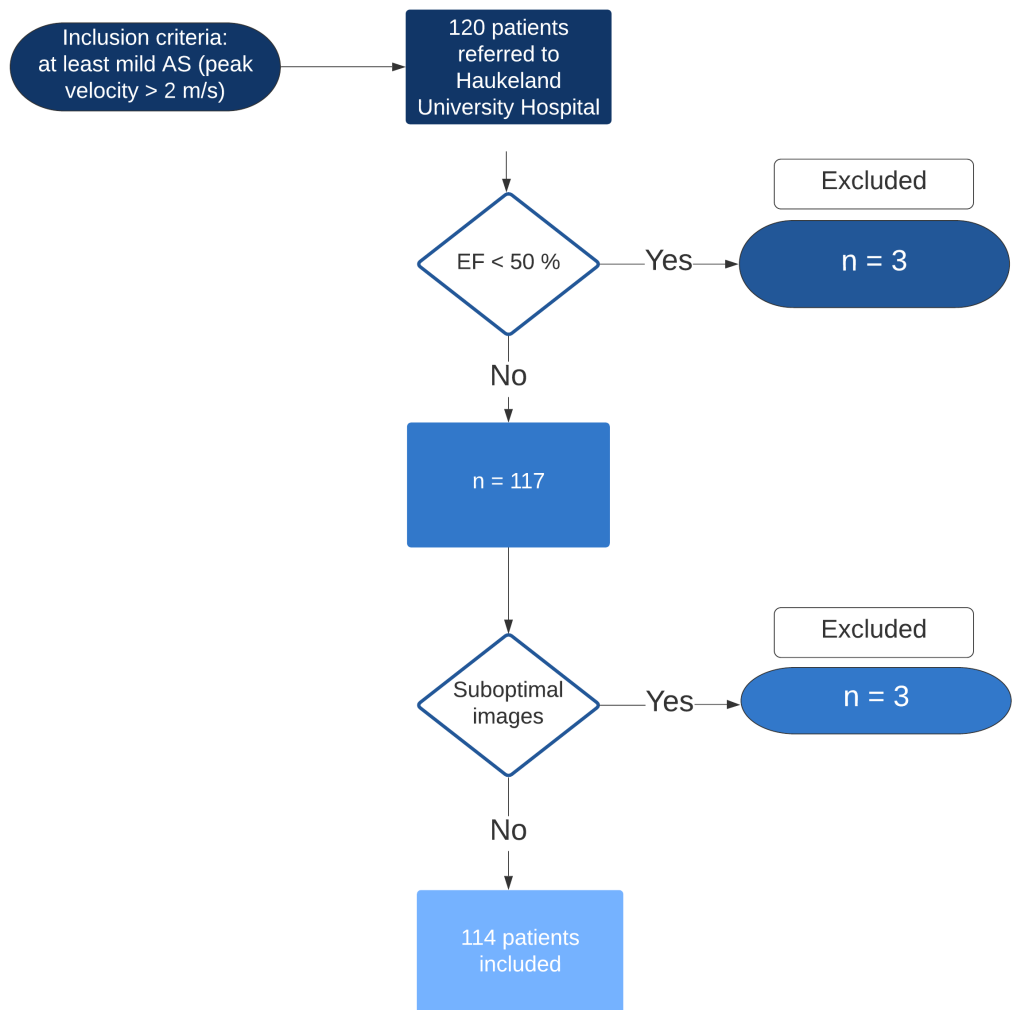 Inclusion criteria:
at least mild AS (peak
velocity > 2 m/s)
120 patients
referred to
Haukeland
University Hospital
Excluded
EF < 50 %
Yes
n = 3
No
n = 117
Excluded
Suboptimal
images
Yes
n = 3
No
114 patients
included